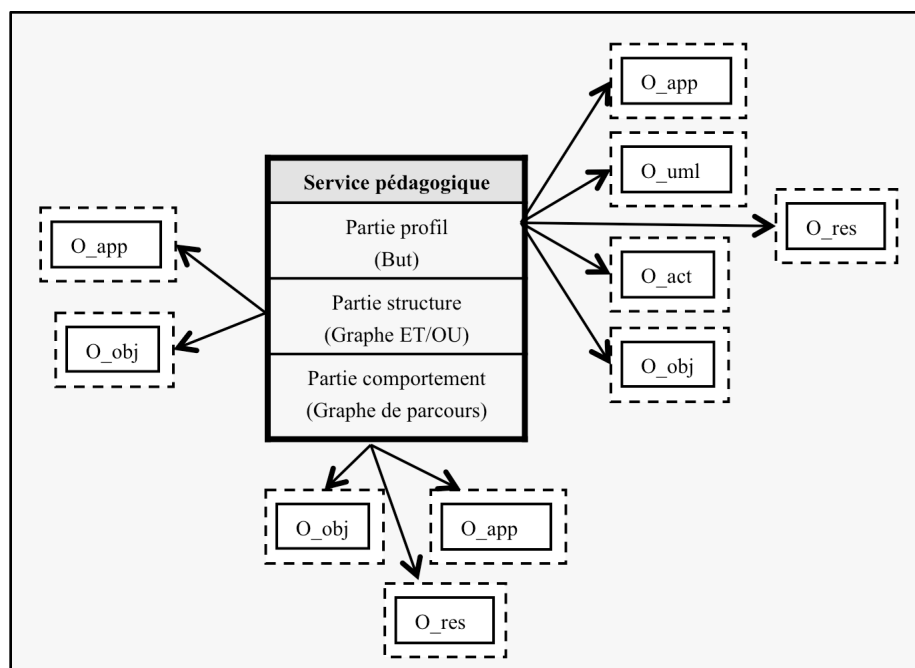 O_app
O_uml
Service pédagogique
Partie profil
(But)
O_res
O_app
O_act
Partie structure
(Graphe ET/OU)
O_obj
O_obj
Partie comportement
(Graphe de parcours)
O_obj
O_app
O_res